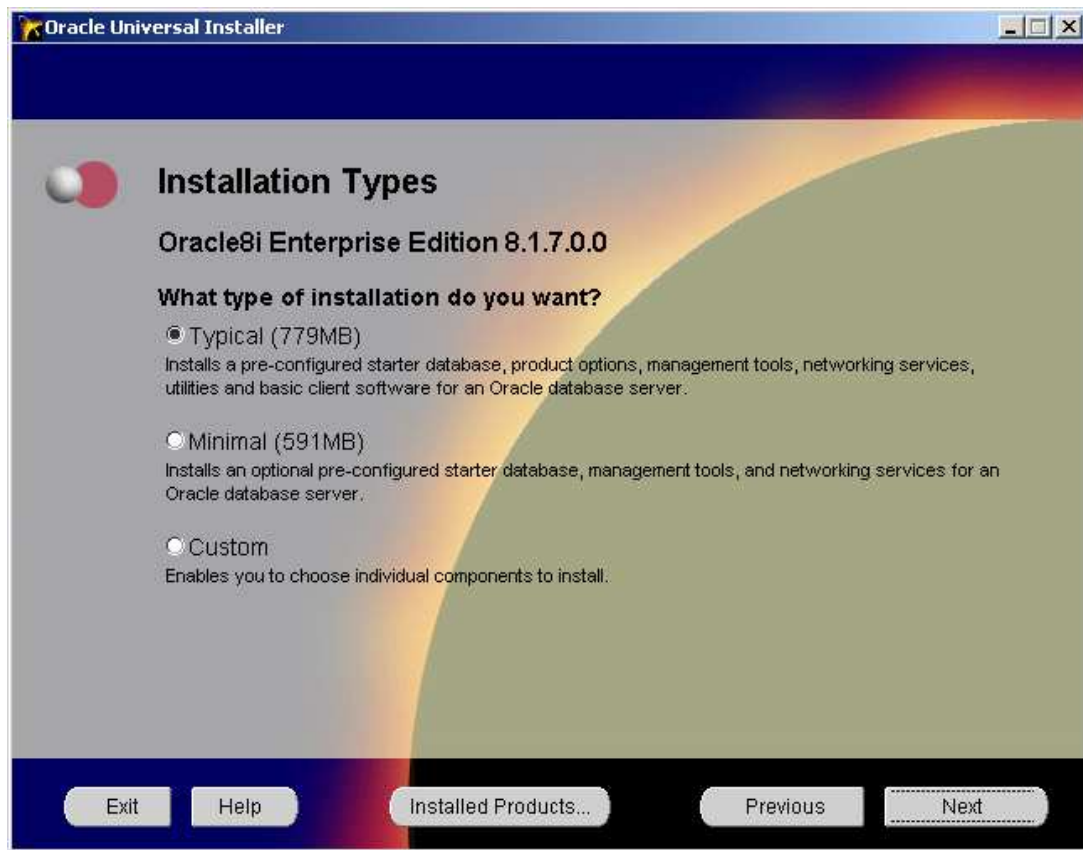 Oracle Universal Installer
Installation Types
Oracle8i Enterprise Edition 8.1.7.0.0
What type of installation do you want?
Typical (779MB)
Installs a pre-configured starter database, product options, management tools, networking services,
utilities and basic client software for an Oracle database server.
Minimal (591MB)
Installs an optional pre-configured starter database, management tools, and networking services for an
Oracle database server.
Custom
Enables you to choose individual components to install.
Exit Help Installed Products... Previous Next